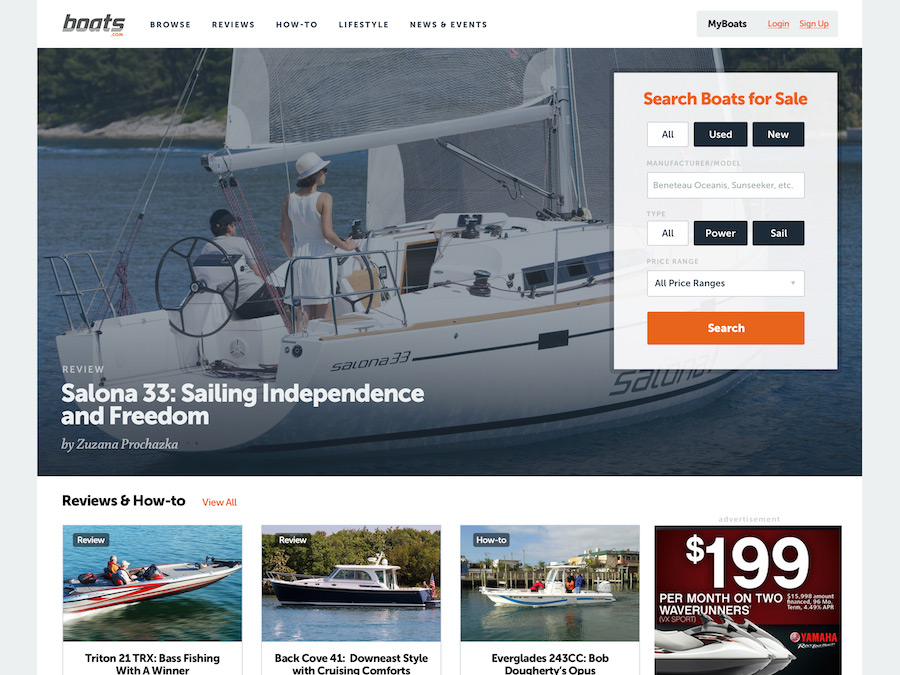 boats
.com
BROWSE
REVIEWS
HOW-TO
LIFESTYLE
NEWS & EVENTS
MyBoats
Login
Sign Up
Search Boats for Sale
All
Used
New
MANUFACTURER/MODEL
Beneteau Oceanis, Sunseeker, etc.
TYPE
All
Power
Sail
PRICE RANGE
All Price Ranges
Search
salona 33
salona
REVIEW
Salona 33: Sailing Independence
and Freedom
by Zuzana Prochazka
Reviews & How-to
View All
Review
Triton 21 TRX: Bass Fishing
With A Winner
Review
Back Cove 41: Downeast Style
with Cruising Comforts
How-to
Everglades 243CC: Bob
Dougherty's Opus
advertisement
$199
PER MONTH ON TWO
WAVERUNNERS*
(VX SPORT)
$15,998 amount
financed, 96 Mo.
Term, 4.49% APR
YAMAHA